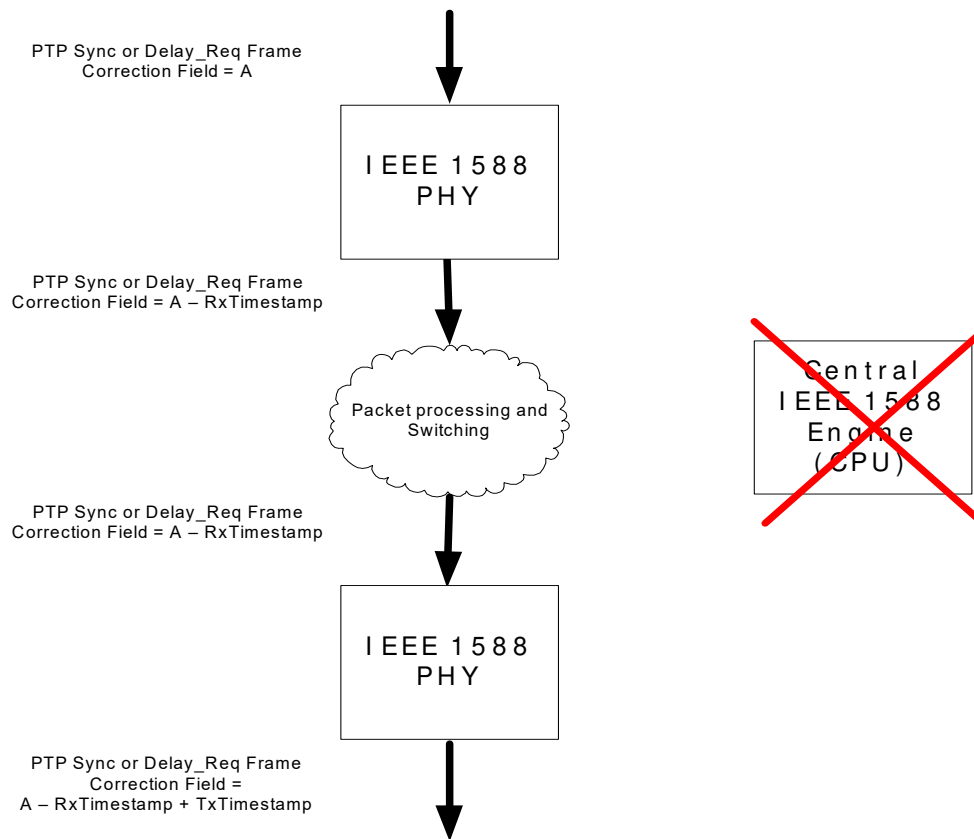 PTP Sync or Delay_Req Frame
Correction Field = A
IEEE 1588
PHY
PTP Sync or Delay_Req Frame
Correction Field = A – RxTimestamp
Packet processing and
Switching
Central
IEEE 1588
Engine
(CPU)
PTP Sync or Delay_Req Frame
Correction Field = A – RxTimestamp
IEEE 1588
PHY
PTP Sync or Delay_Req Frame
Correction Field =
A – RxTimestamp + TxTimestamp